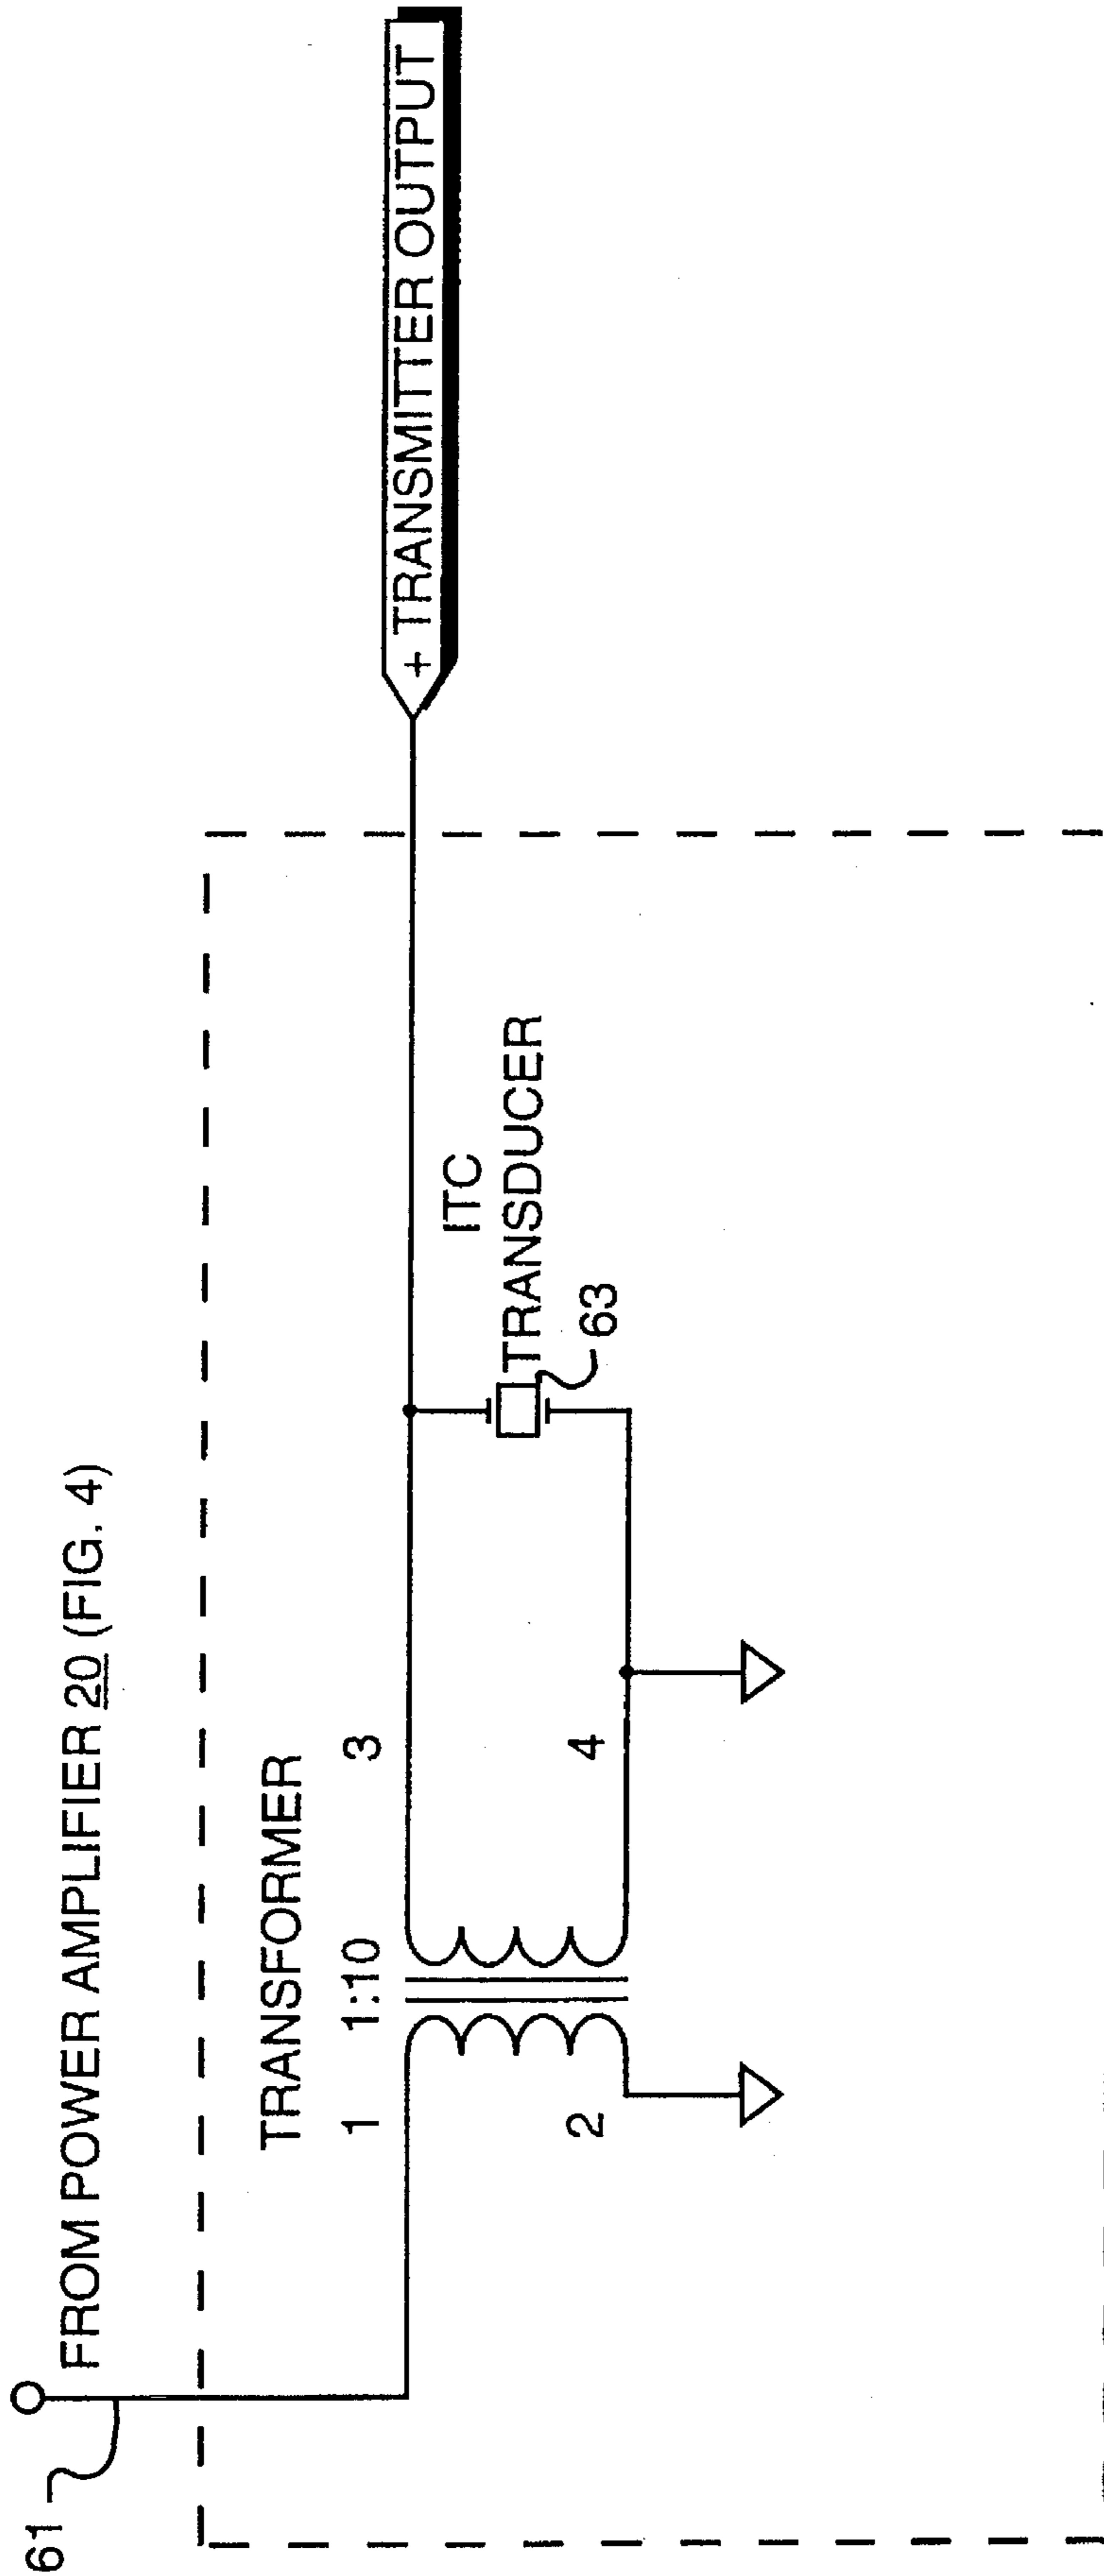 61
FROM POWER AMPLIFIER 20 (FIG. 4)
TRANSFORMER
1
1:10
3
2
4
ITC
TRANSDUCER
63
+ TRANSMITTER OUTPUT